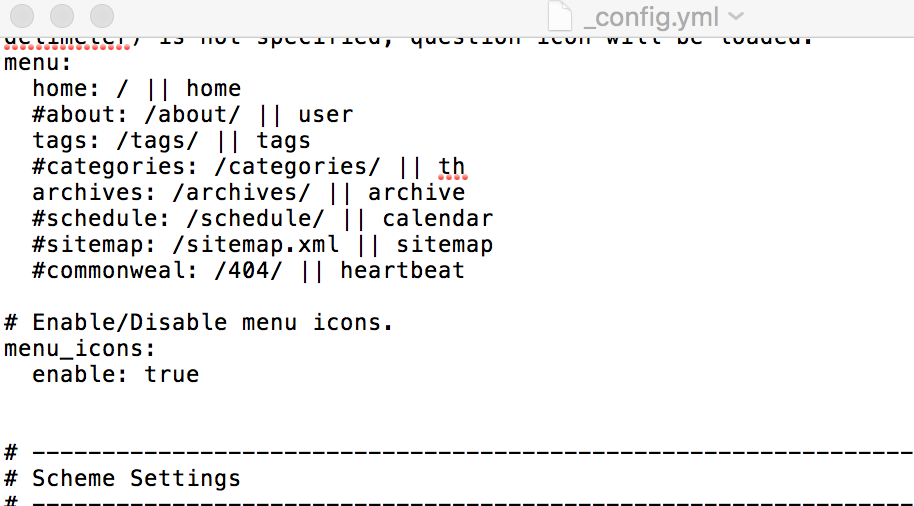 _config.yml
delimeter) is not specified, question icon will be loaded.
menu:
  home: / || home
  #about: /about/ || user
  tags: /tags/ || tags
  #categories: /categories/ || th
  archives: /archives/ || archive
  #schedule: /schedule/ || calendar
  #sitemap: /sitemap.xml || sitemap
  #commonweal: /404/ || heartbeat
# Enable/Disable menu icons.
menu_icons:
  enable: true
# ---------------------------------------------------------------
# Scheme Settings
# ---------------------------------------------------------------